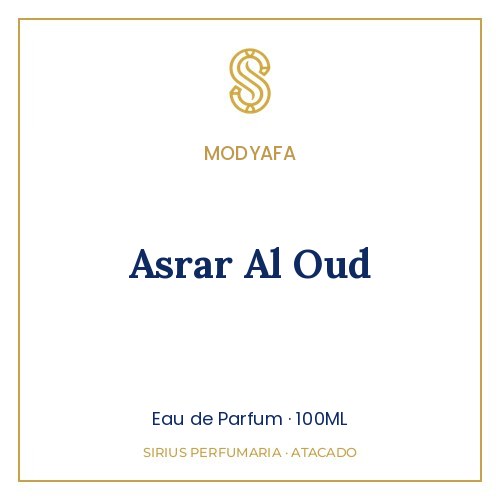 MODYAFA
Asrar Al Oud
Eau de Parfum · 100ML
SIRIUS PERFUMARIA · ATACADO